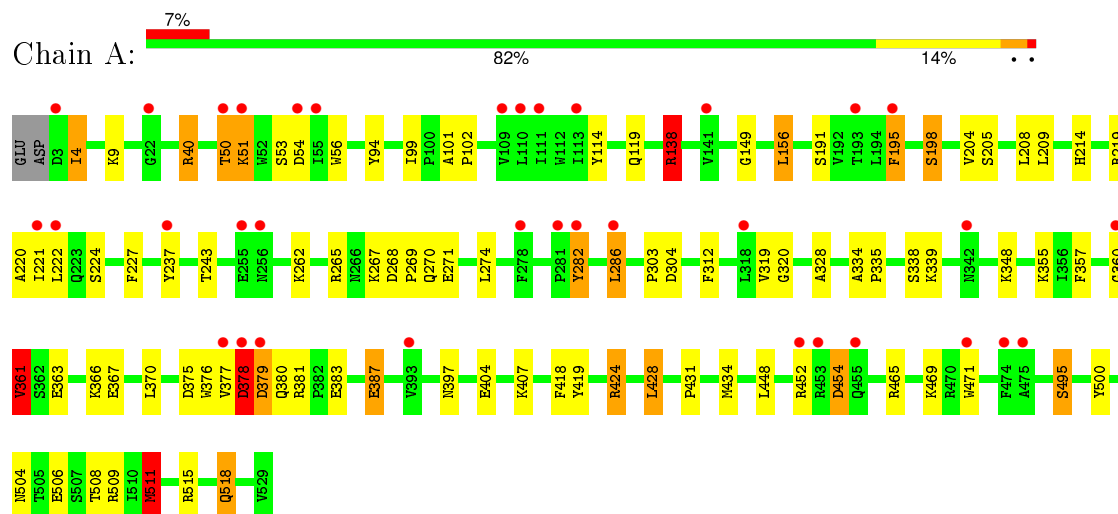 7%
Chain A:
82% 14% • •
GLU ASP D3 I4 K9 G22 R40 T50 K51 W52 S53 D54 I55 W56 Y94 I99 P100 A101 P102 V109 L110 I111 W112 I113 Y114 Q119 R138 V141 G149 L156 S191 V192 T193 L194 F195 S198 V204 S205 L208 L209 H214
A220 I221 L222 Q223 S224 F227 Y237 T243 E255 N256 K262 R265 N266 K267 D268 P269 Q270 E271 L274 F278 P281 Y282 L286 P303 D304 F312 L318 V319 G320 A328 A334 P335 S338 K339 N342 K348 K355 I356 F357
V361 S362 E363 K366 E367 L370 D375 W376 V377 D378 D379 Q380 R381 P382 E383 E387 V393 N397 E404 K407 F418 Y419 R424 L428 P431 M434 L448 R452 R453 D454 Q455 R465 K469 R470 W471 F474 A475 S495 Y500
N504 T505 E506 S507 T508 R509 I510 M511 R515 Q518 V529